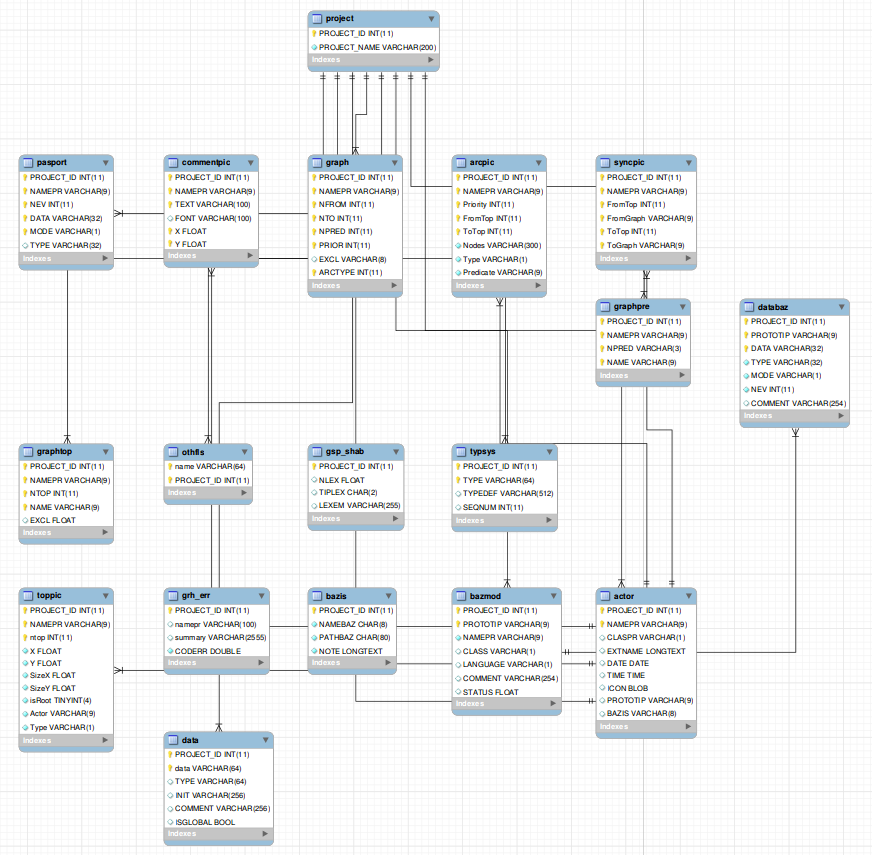 project
PROJECT_ID INT(11)
PROJECT_NAME VARCHAR(200)
Indexes
pasport
PROJECT_ID INT(11)
NAMEPR VARCHAR(9)
NEV INT(11)
DATA VARCHAR(32)
MODE VARCHAR(1)
TYPE VARCHAR(32)
Indexes
commentpic
PROJECT_ID INT(11)
NAMEPR VARCHAR(9)
TEXT VARCHAR(100)
FONT VARCHAR(100)
X FLOAT
Y FLOAT
Indexes
graph
PROJECT_ID INT(11)
NAMEPR VARCHAR(9)
NFROM INT(11)
NTO INT(11)
NPRED INT(11)
PRIOR INT(11)
EXCL VARCHAR(8)
ARCTYPE INT(11)
Indexes
arcpic
PROJECT_ID INT(11)
NAMEPR VARCHAR(9)
Priority INT(11)
FromTop INT(11)
ToTop INT(11)
Nodes VARCHAR(300)
Type VARCHAR(1)
Predicate VARCHAR(9)
Indexes
syncpic
PROJECT_ID INT(11)
NAMEPR VARCHAR(9)
FromTop INT(11)
FromGraph VARCHAR(9)
ToTop INT(11)
ToGraph VARCHAR(9)
Indexes
graphpre
PROJECT_ID INT(11)
NAMEPR VARCHAR(9)
NPRED VARCHAR(3)
NAME VARCHAR(9)
Indexes
databaz
PROJECT_ID INT(11)
PROTOTIP VARCHAR(9)
DATA VARCHAR(32)
TYPE VARCHAR(32)
MODE VARCHAR(1)
NEV INT(11)
COMMENT VARCHAR(254)
Indexes
graphtop
PROJECT_ID INT(11)
NAMEPR VARCHAR(9)
NTOP INT(11)
NAME VARCHAR(9)
EXCL FLOAT
Indexes
othfls
name VARCHAR(64)
PROJECT_ID INT(11)
Indexes
gsp_shab
PROJECT_ID INT(11)
NLEX FLOAT
TIPLEX CHAR(2)
LEXEM VARCHAR(255)
Indexes
typsys
PROJECT_ID INT(11)
TYPE VARCHAR(64)
TYPEDEF VARCHAR(512)
SEQNUM INT(11)
Indexes
toppic
PROJECT_ID INT(11)
NAMEPR VARCHAR(9)
ntop INT(11)
X FLOAT
Y FLOAT
SizeX FLOAT
SizeY FLOAT
isRoot TINYINT(4)
Actor VARCHAR(9)
Type VARCHAR(1)
Indexes
grh_err
PROJECT_ID INT(11)
namepr VARCHAR(100)
summary VARCHAR(2555)
CODERR DOUBLE
Indexes
bazis
PROJECT_ID INT(11)
NAMEBAZ CHAR(8)
PATHBAZ CHAR(80)
NOTE LONGTEXT
Indexes
bazmod
PROJECT_ID INT(11)
PROTOTIP VARCHAR(9)
NAMEPR VARCHAR(9)
CLASS VARCHAR(1)
LANGUAGE VARCHAR(1)
COMMENT VARCHAR(254)
STATUS FLOAT
Indexes
actor
PROJECT_ID INT(11)
NAMEPR VARCHAR(9)
CLASPR VARCHAR(1)
EXTNAME LONGTEXT
DATE DATE
TIME TIME
ICON BLOB
PROTOTIP VARCHAR(9)
BAZIS VARCHAR(8)
Indexes
data
PROJECT_ID INT(11)
data VARCHAR(64)
TYPE VARCHAR(64)
INIT VARCHAR(256)
COMMENT VARCHAR(256)
ISGLOBAL BOOL
Indexes